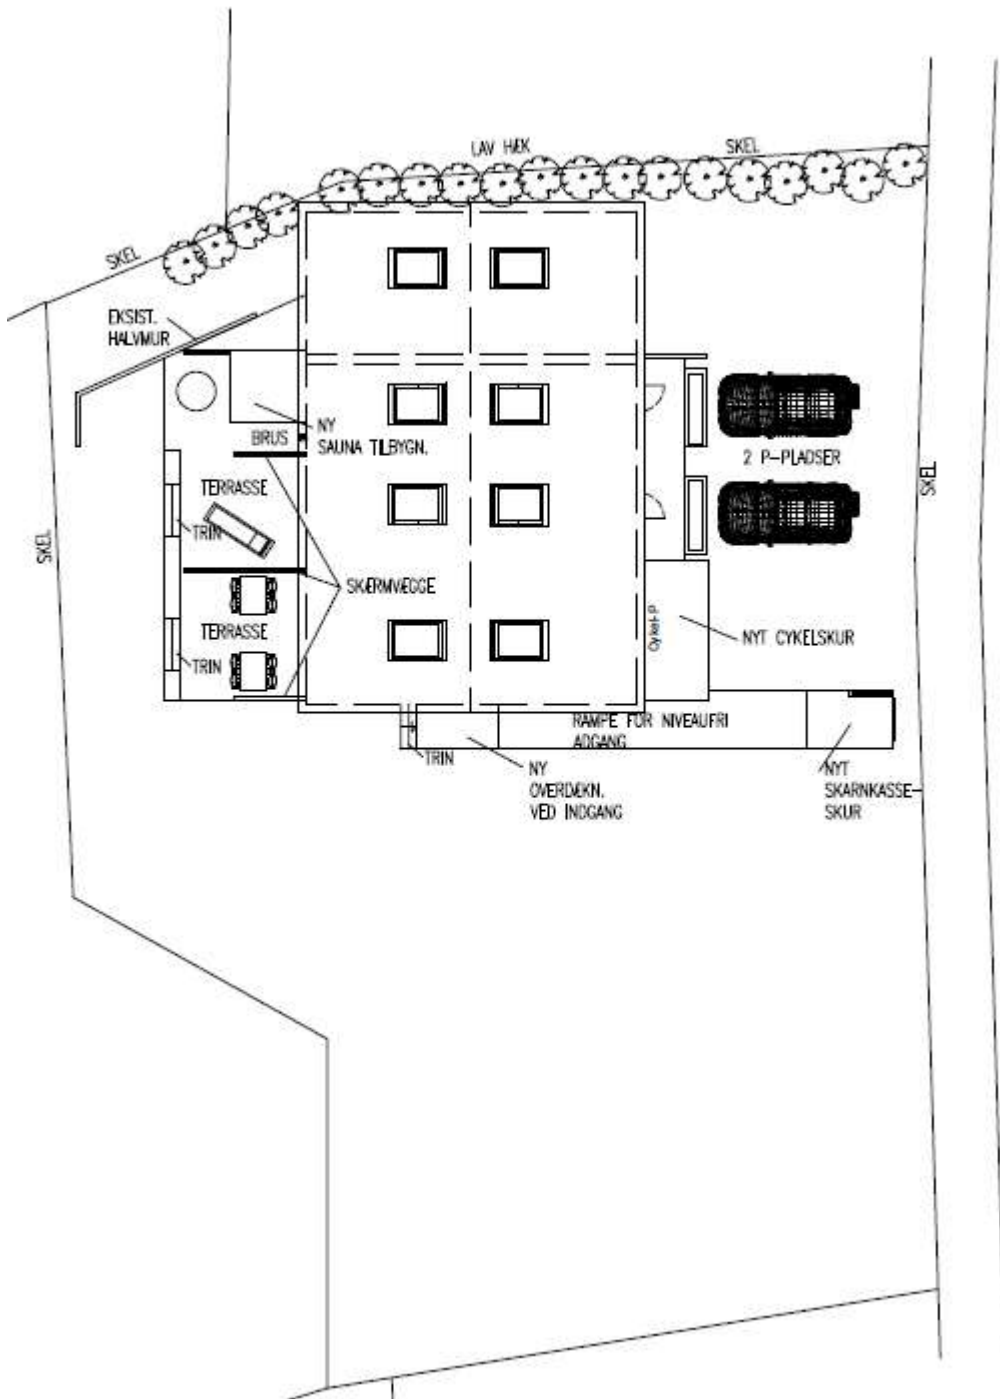 LAV HÆK
SKEL
SKEL
EKSIST.
HALVMUR
NY
SAUNA TILBYGN.
BRUS
2 P-PLADSER
SKEL
TERRASSE
TRIN
SKEL
SKÆRMVÆGGE
TERRASSE
Cykel-P
NYT CYKELSKUR
TRIN
RAMPE FOR NIVEAUFRI
ADGANG
TRIN
NY
OVERDÆKN.
VED INDGANG
NYT
SKARNKASSE-
SKUR